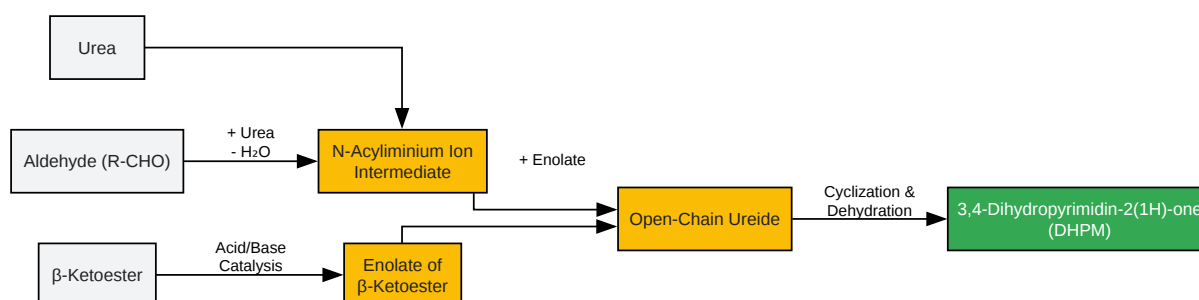 Urea
Aldehyde (R-CHO)
+ Urea
- H₂O
N-Acyliminium Ion
Intermediate
+ Enolate
β-Ketoester
Acid/Base
Catalysis
Enolate of
β-Ketoester
Open-Chain Ureide
Cyclization &
Dehydration
3,4-Dihydropyrimidin-2(1H)-one
(DHPM)